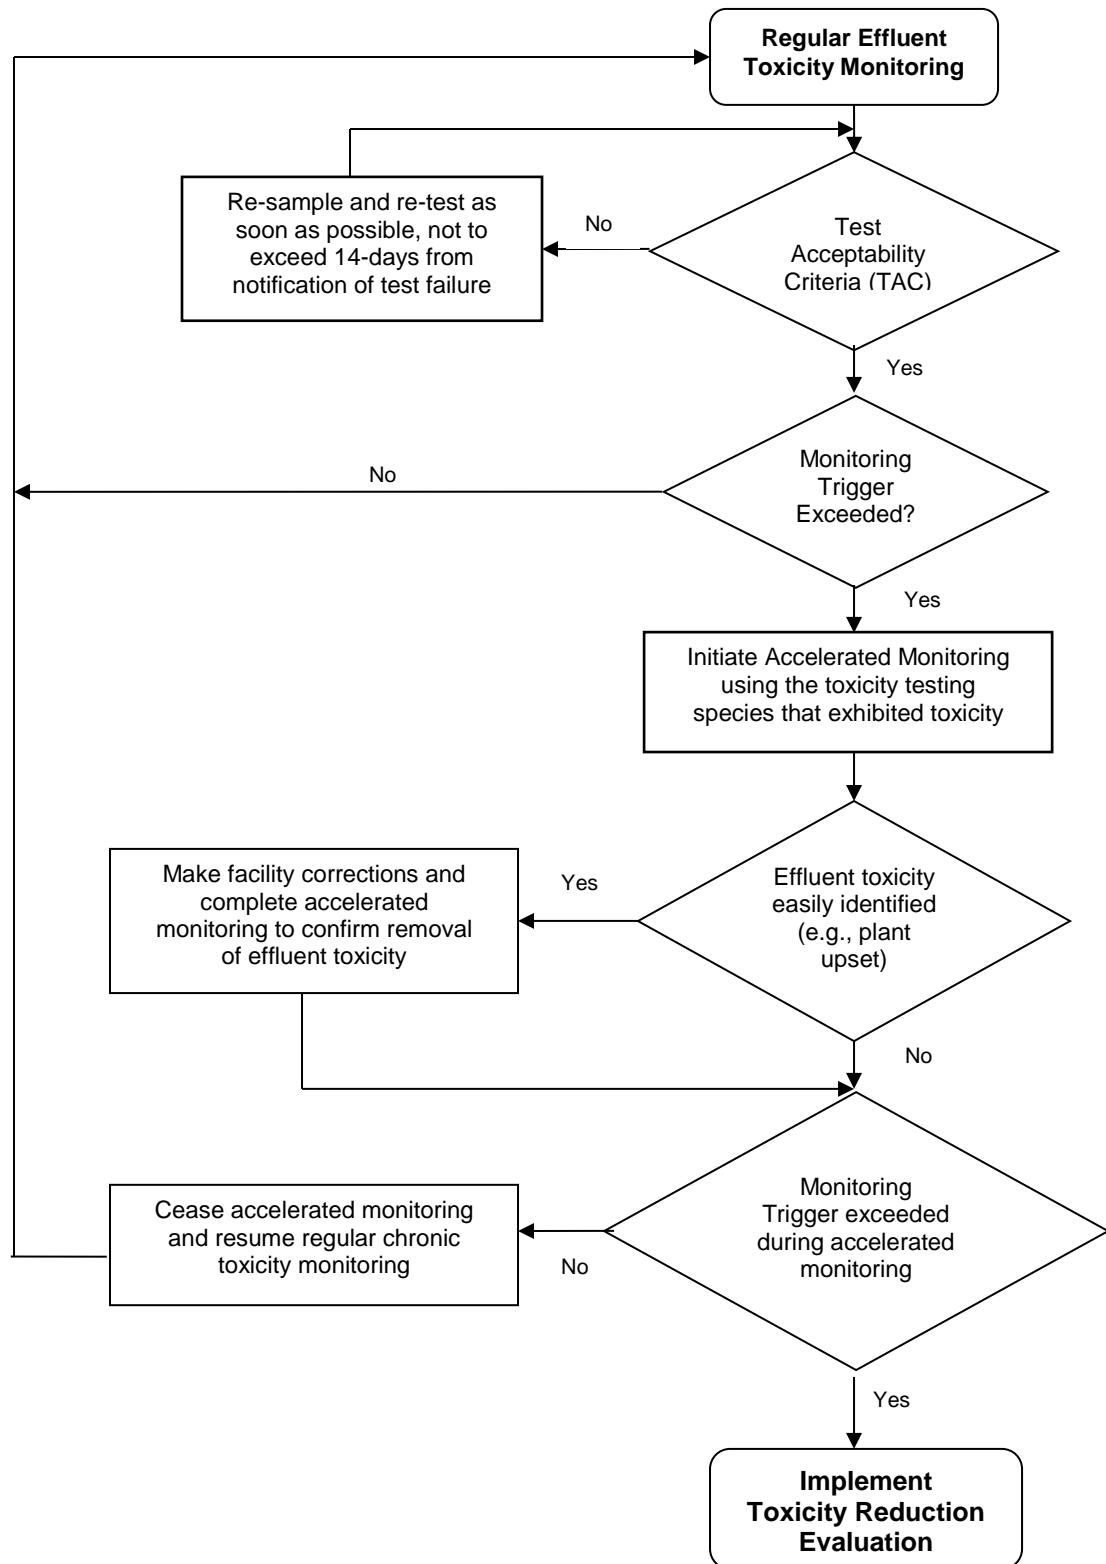 Regular Effluent
Toxicity Monitoring
Re-sample and re-test as
soon as possible, not to
exceed 14-days from
notification of test failure
No
Test
Acceptability
Criteria (TAC)
Yes
No
Monitoring
Trigger
Exceeded?
Yes
Initiate Accelerated Monitoring
using the toxicity testing
species that exhibited toxicity
Make facility corrections and
complete accelerated
monitoring to confirm removal
of effluent toxicity
Yes
Effluent toxicity
easily identified
(e.g., plant
upset)
No
Cease accelerated monitoring
and resume regular chronic
toxicity monitoring
No
Monitoring
Trigger exceeded
during accelerated
monitoring
Yes
Implement
Toxicity Reduction
Evaluation